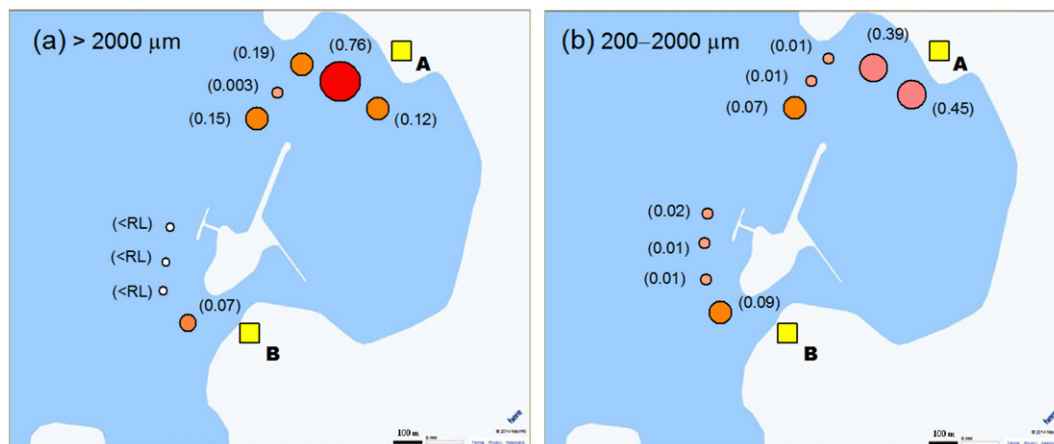 (a) > 2000 µm
(0.19)
(0.76)
A
(0.003)
(0.15)
(0.12)
(<RL)
(<RL)
(<RL)
(0.07)
B
here
100 m
(b) 200–2000 µm
(0.01)
(0.39)
A
(0.01)
(0.07)
(0.45)
(0.02)
(0.01)
(0.01)
(0.09)
B
here
100 m